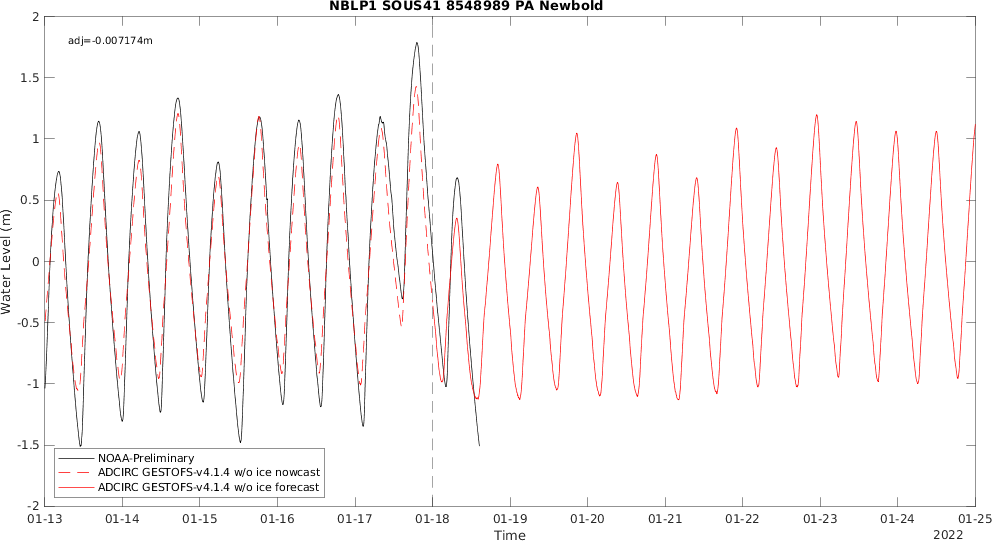 NBLP1 SOUS41 8548989 PA Newbold
adj=-0.007174m
Water Level (m)
2
1.5
1
0.5
0
-0.5
-1
-1.5
-2
NOAA-Preliminary
ADCIRC GESTOFS-v4.1.4 w/o ice nowcast
ADCIRC GESTOFS-v4.1.4 w/o ice forecast
01-13 01-14 01-15 01-16 01-17 01-18 01-19 01-20 01-21 01-22 01-23 01-24 01-25
Time
2022